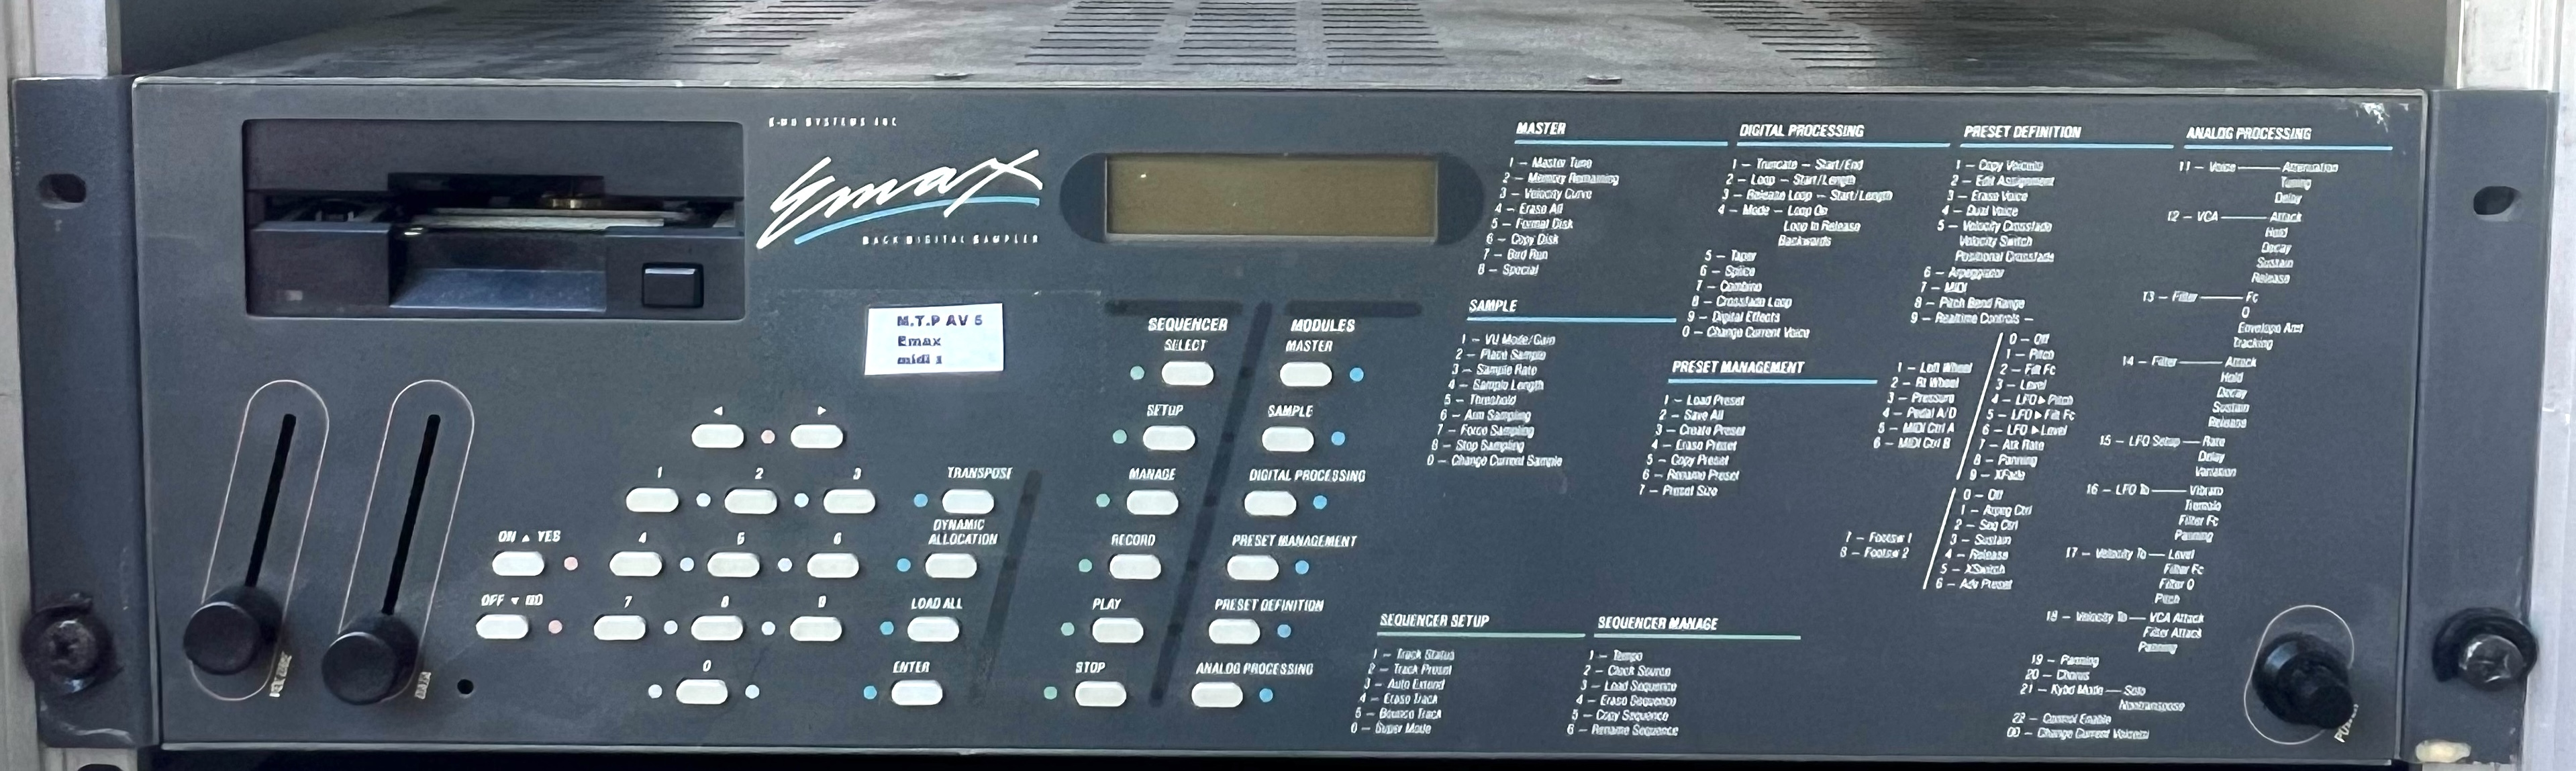 E-MU SYSTEMS INC
Emax
RACK DIGITAL SAMPLER
M.T.P AV 5
Emax
midi 1
VOLUME
DATA
◄ ►
1 2 3
4 5 6
7 8 9
0
ON ▲ YES
OFF ▼ NO
TRANSPOSE
DYNAMIC
ALLOCATION
LOAD ALL
ENTER
SEQUENCER
SELECT
SETUP
MANAGE
RECORD
PLAY
STOP
MODULES
MASTER
SAMPLE
DIGITAL PROCESSING
PRESET MANAGEMENT
PRESET DEFINITION
ANALOG PROCESSING
MASTER
1 – Master Tune
2 – Memory Remaining
3 – Velocity Curve
4 – Erase All
5 – Format Disk
6 – Copy Disk
7 – Bird Run
8 – Special
SAMPLE
1 – VU Mode/Gain
2 – Place Sample
3 – Sample Rate
4 – Sample Length
5 – Threshold
6 – Arm Sampling
7 – Force Sampling
8 – Stop Sampling
0 – Change Current Sample
DIGITAL PROCESSING
1 – Truncate – Start/End
2 – Loop – Start/Length
3 – Release Loop – Start/Length
4 – Mode – Loop On
Loop In Release
Backwards
5 – Taper
6 – Splice
7 – Combine
8 – Crossfade Loop
9 – Digital Effects
0 – Change Current Voice
PRESET MANAGEMENT
1 – Load Preset
2 – Save All
3 – Create Preset
4 – Erase Preset
5 – Copy Preset
6 – Rename Preset
7 – Preset Size
PRESET DEFINITION
1 – Copy Voice
2 – Edit Assignment
3 – Erase Voice
4 – Dual Voice
5 – Velocity Crossfade
Velocity Switch
Positional Crossfade
6 – Arpeggiator
7 – MIDI
8 – Pitch Bend Range
9 – Realtime Controls –
1 – Left Wheel
2 – Rt Wheel
3 – Pressure
4 – Pedal A/D
5 – MIDI Ctrl A
6 – MIDI Ctrl B
0 – Off
1 – Pitch
2 – Filt Fc
3 – Level
4 – LFO ► Pitch
5 – LFO ► Filt Fc
6 – LFO ► Level
7 – Atk Rate
8 – Panning
9 – XFade
7 – Footsw 1
8 – Footsw 2
0 – Off
1 – Arpeg Ctrl
2 – Seq Ctrl
3 – Sustain
4 – Release
5 – XSwitch
6 – Adv Preset
ANALOG PROCESSING
11 – Voice — Attenuation
Tuning
Delay
12 – VCA — Attack
Hold
Decay
Sustain
Release
13 – Filter — Fc
Q
Envelope Amt
Tracking
14 – Filter — Attack
Hold
Decay
Sustain
Release
15 – LFO Setup — Rate
Delay
Variation
16 – LFO To — Vibrato
Tremolo
Filter Fc
Panning
17 – Velocity To — Level
Filter Fc
Filter Q
Pitch
18 – Velocity To — VCA Attack
Filter Attack
Panning
19 – Panning
20 – Chorus
21 – Kybd Mode — Solo
Nontranspose
22 – Control Enable
00 – Change Current Voice
SEQUENCER SETUP
1 – Track Status
2 – Track Preset
3 – Auto Extend
4 – Erase Track
5 – Bounce Track
0 – Super Mode
SEQUENCER MANAGE
1 – Tempo
2 – Clock Source
3 – Load Sequence
4 – Erase Sequence
5 – Copy Sequence
6 – Rename Sequence